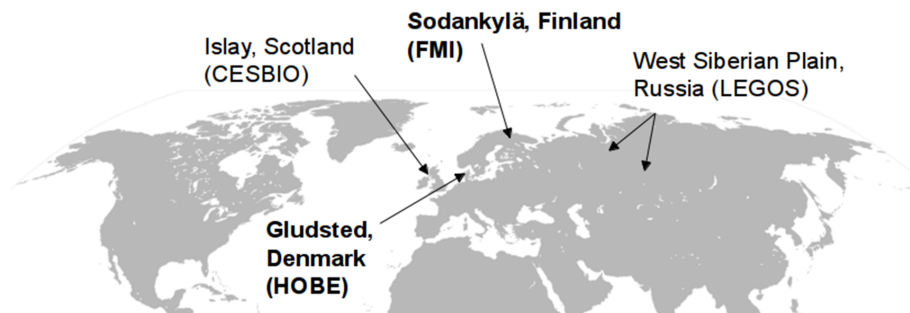 Sodankylä, Finland
(FMI)
Islay, Scotland
(CESBIO)
West Siberian Plain,
Russia (LEGOS)
Gludsted,
Denmark
(HOBE)